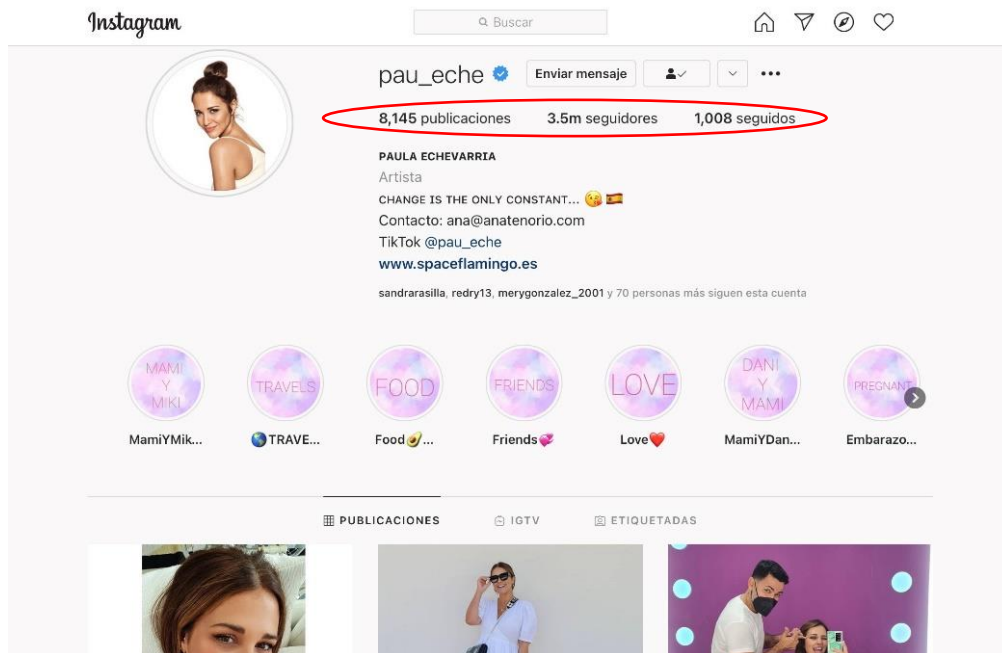 Instagram
Buscar
pau_eche
Enviar mensaje
8,145 publicaciones 3.5m seguidores 1,008 seguidos
PAULA ECHEVARRIA
Artista
CHANGE IS THE ONLY CONSTANT... 😘🇪🇸
Contacto: ana@anatenorio.com
TikTok @pau_eche
www.spaceflamingo.es
sandrarasilla, redry13, merygonzalez_2001 y 70 personas más siguen esta cuenta
MAMI
Y
MIKI
TRAVELS
FOOD
FRIENDS
LOVE
DANI
Y
MAMI
PREGNANT
MamiYMik...
🌎TRAVE...
Food🥑...
Friends💞
Love❤️
MamiYDan...
Embarazo...
PUBLICACIONES
IGTV
ETIQUETADAS